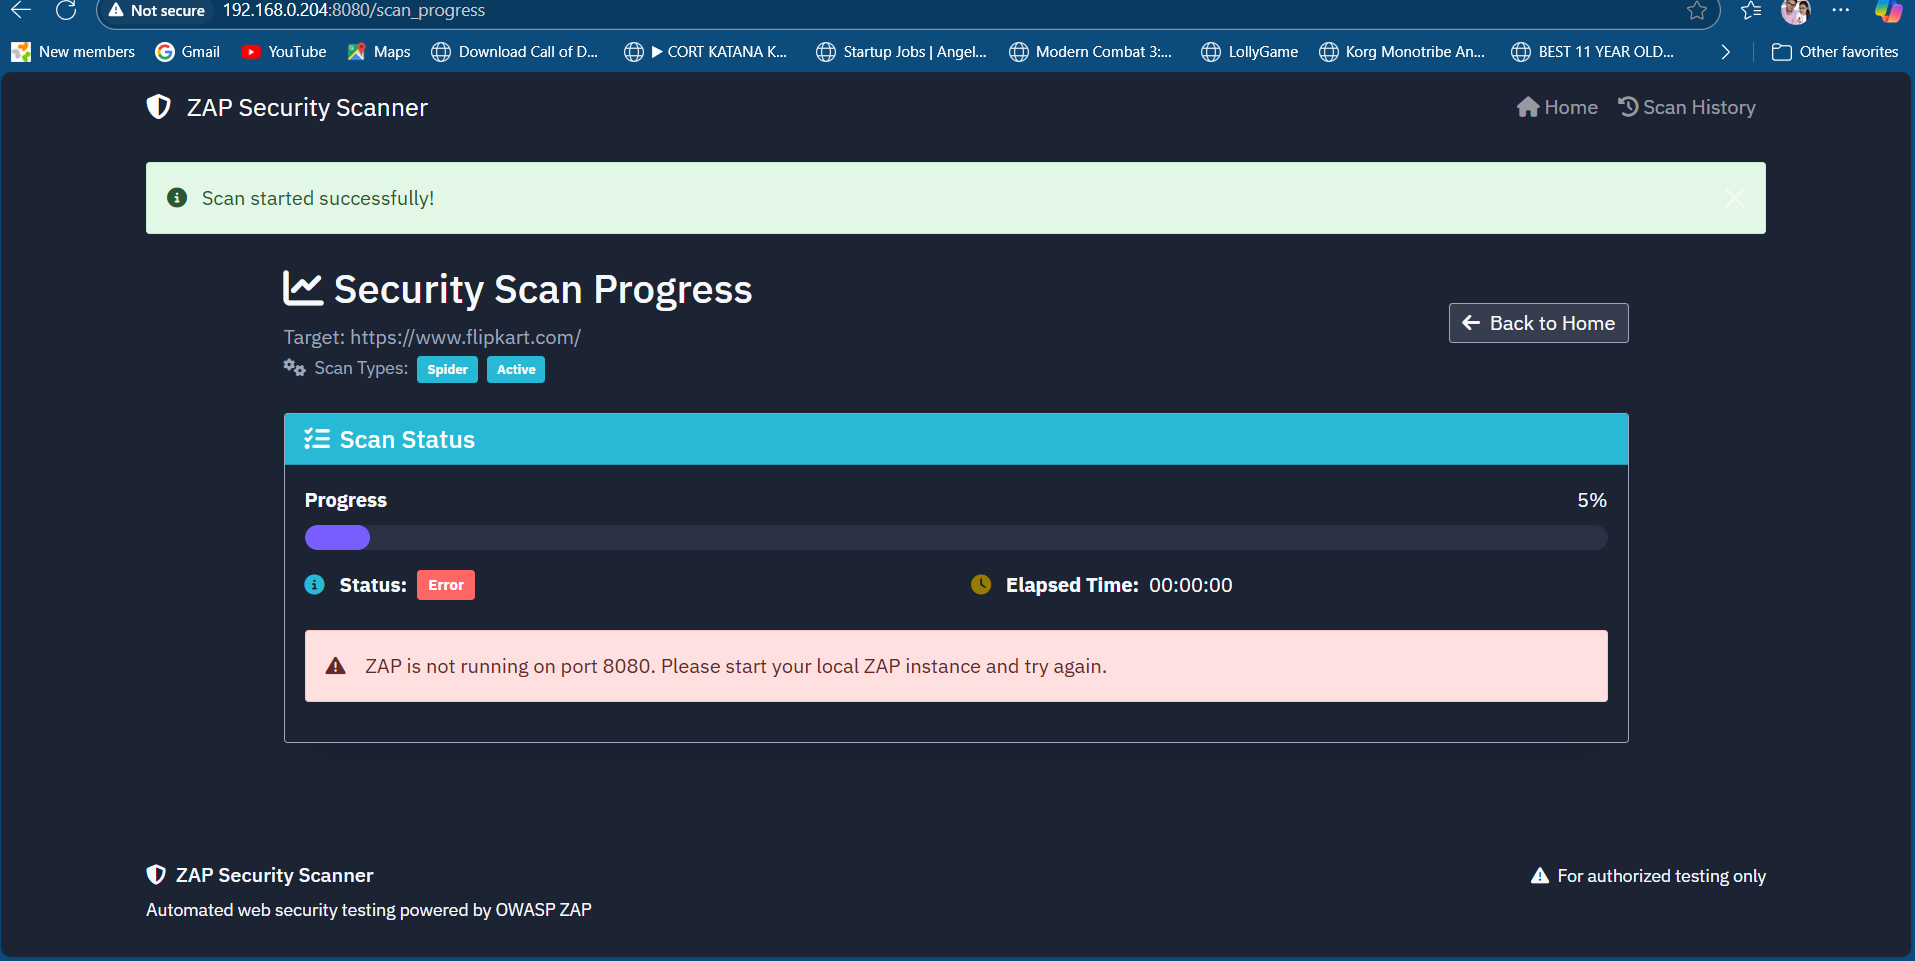 Not secure 192.168.0.204:8080/scan_progress
New members Gmail YouTube Maps Download Call of D... ▶ CORT KATANA K... Startup Jobs | Angel... Modern Combat 3:... LollyGame Korg Monotribe An... BEST 11 YEAR OLD... Other favorites
ZAP Security Scanner Home Scan History
Scan started successfully!
Security Scan Progress
Target: https://www.flipkart.com/
Back to Home
Scan Types: Spider Active
Scan Status
Progress 5%
Status: Error Elapsed Time: 00:00:00
ZAP is not running on port 8080. Please start your local ZAP instance and try again.
ZAP Security Scanner For authorized testing only
Automated web security testing powered by OWASP ZAP